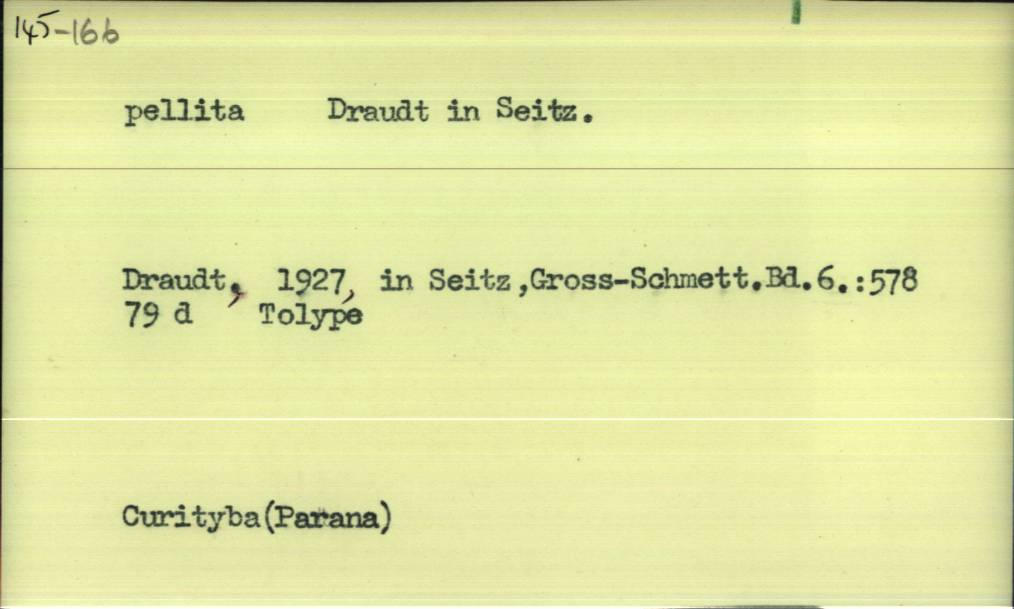 145-166
pellita Draudt in Seitz.
Draudt, 1927, in Seitz,Gross-Schmett.Bd.6.:578
79 d Tolype
Curityba(Parana)